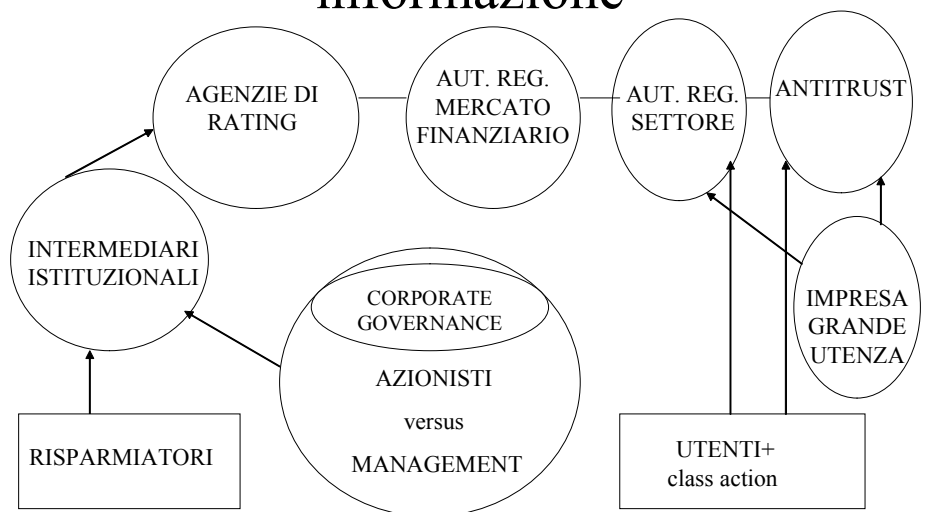 informazione
AGENZIE DI
RATING
AUT. REG.
MERCATO
FINANZIARIO
AUT. REG.
SETTORE
ANTITRUST
INTERMEDIARI
ISTITUZIONALI
CORPORATE
GOVERNANCE
IMPRESA
GRANDE
UTENZA
AZIONISTI
versus
MANAGEMENT
RISPARMIATORI
UTENTI+
class action